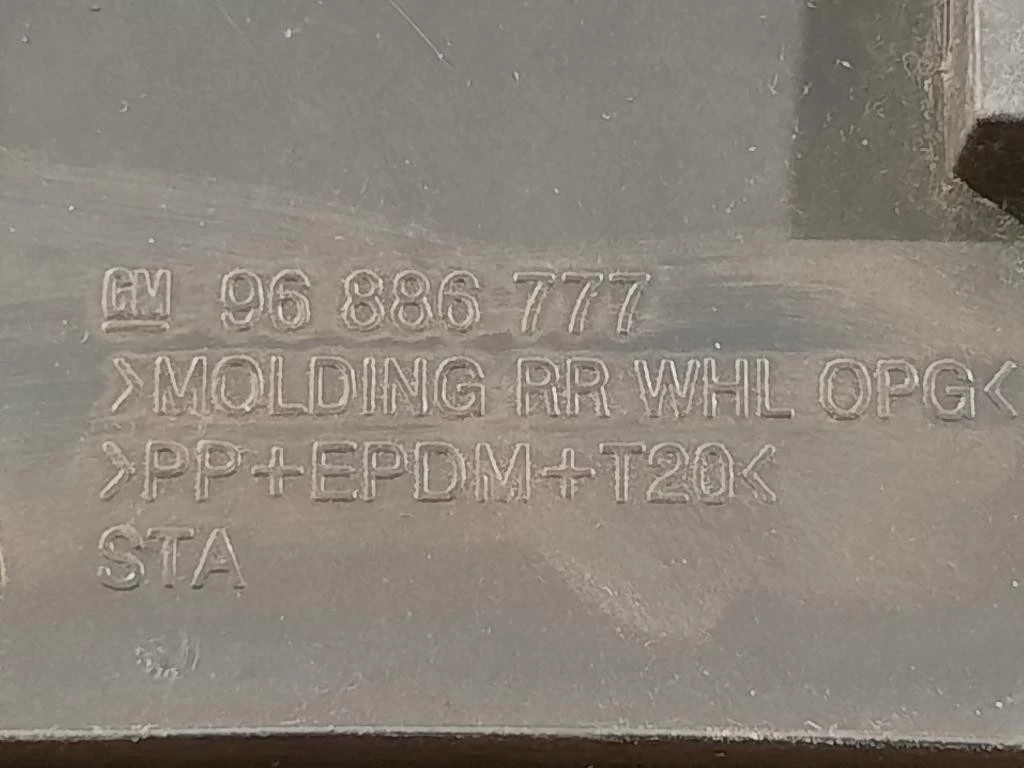 GM 96 886 777
>MOLDING RR WHL OPG<
>PP+EPDM+T20<
STA